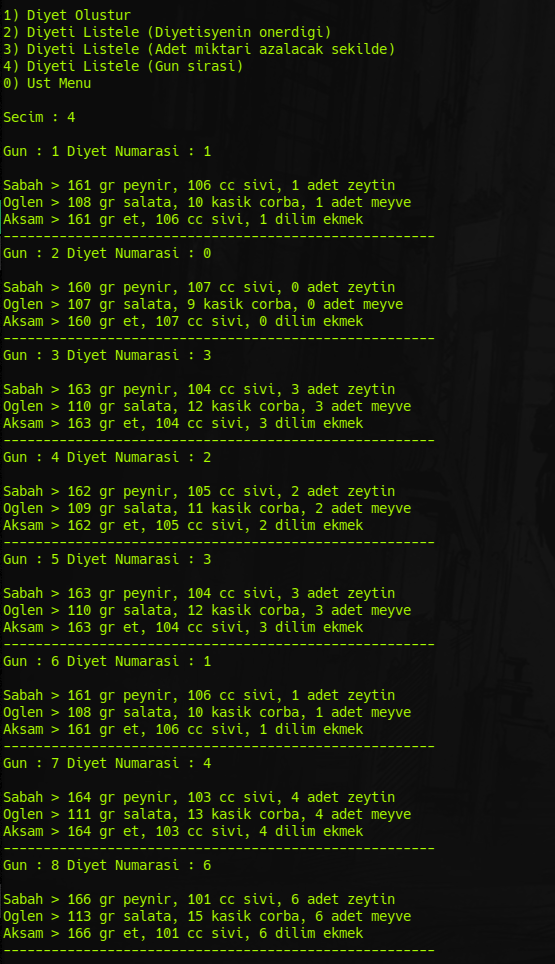 1) Diyet Olustur
2) Diyeti Listele (Diyetisyenin onerdigi)
3) Diyeti Listele (Adet miktari azalacak sekilde)
4) Diyeti Listele (Gun sirasi)
0) Ust Menu
Secim : 4
Gun : 1 Diyet Numarasi : 1
Sabah > 161 gr peynir, 106 cc sivi, 1 adet zeytin
Oglen > 108 gr salata, 10 kasik corba, 1 adet meyve
Aksam > 161 gr et, 106 cc sivi, 1 dilim ekmek
------------------------------------------------------
Gun : 2 Diyet Numarasi : 0
Sabah > 160 gr peynir, 107 cc sivi, 0 adet zeytin
Oglen > 107 gr salata, 9 kasik corba, 0 adet meyve
Aksam > 160 gr et, 107 cc sivi, 0 dilim ekmek
------------------------------------------------------
Gun : 3 Diyet Numarasi : 3
Sabah > 163 gr peynir, 104 cc sivi, 3 adet zeytin
Oglen > 110 gr salata, 12 kasik corba, 3 adet meyve
Aksam > 163 gr et, 104 cc sivi, 3 dilim ekmek
------------------------------------------------------
Gun : 4 Diyet Numarasi : 2
Sabah > 162 gr peynir, 105 cc sivi, 2 adet zeytin
Oglen > 109 gr salata, 11 kasik corba, 2 adet meyve
Aksam > 162 gr et, 105 cc sivi, 2 dilim ekmek
------------------------------------------------------
Gun : 5 Diyet Numarasi : 3
Sabah > 163 gr peynir, 104 cc sivi, 3 adet zeytin
Oglen > 110 gr salata, 12 kasik corba, 3 adet meyve
Aksam > 163 gr et, 104 cc sivi, 3 dilim ekmek
------------------------------------------------------
Gun : 6 Diyet Numarasi : 1
Sabah > 161 gr peynir, 106 cc sivi, 1 adet zeytin
Oglen > 108 gr salata, 10 kasik corba, 1 adet meyve
Aksam > 161 gr et, 106 cc sivi, 1 dilim ekmek
------------------------------------------------------
Gun : 7 Diyet Numarasi : 4
Sabah > 164 gr peynir, 103 cc sivi, 4 adet zeytin
Oglen > 111 gr salata, 13 kasik corba, 4 adet meyve
Aksam > 164 gr et, 103 cc sivi, 4 dilim ekmek
------------------------------------------------------
Gun : 8 Diyet Numarasi : 6
Sabah > 166 gr peynir, 101 cc sivi, 6 adet zeytin
Oglen > 113 gr salata, 15 kasik corba, 6 adet meyve
Aksam > 166 gr et, 101 cc sivi, 6 dilim ekmek
------------------------------------------------------